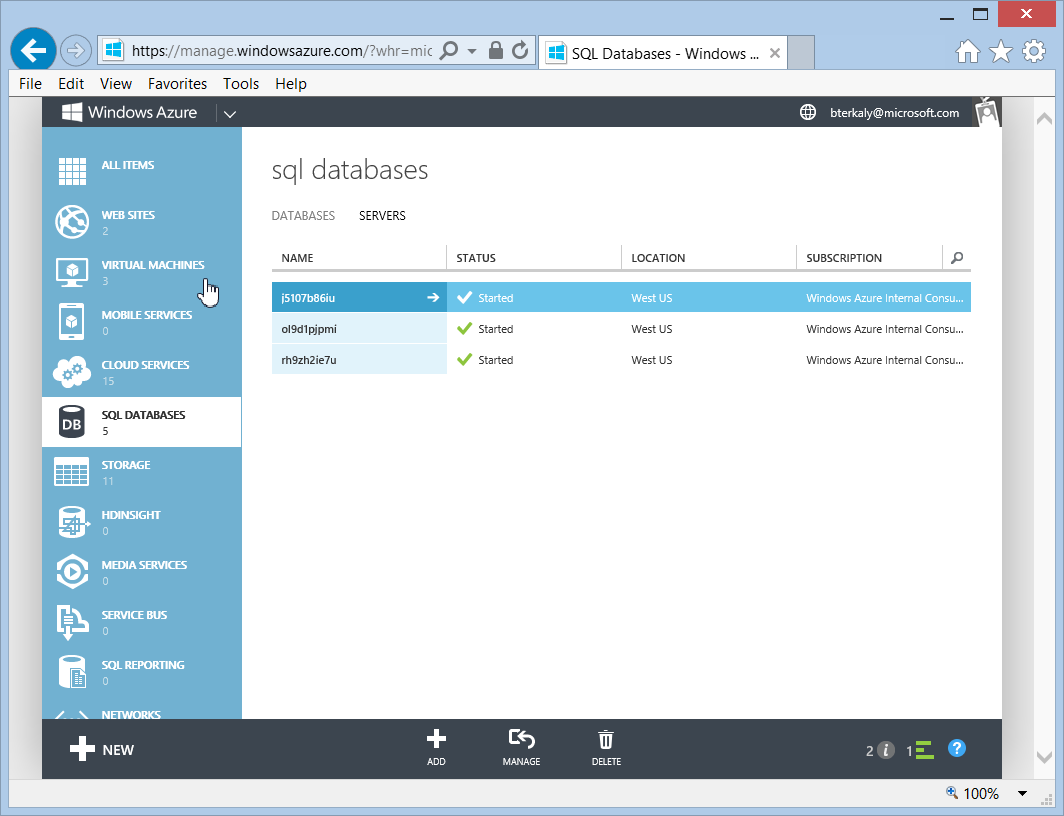 https://manage.windowsazure.com/?whr=mic
SQL Databases - Windows ...
File Edit View Favorites Tools Help
Windows Azure
bterkaly@microsoft.com
ALL ITEMS
WEB SITES
2
VIRTUAL MACHINES
3
MOBILE SERVICES
0
CLOUD SERVICES
15
DB
SQL DATABASES
5
STORAGE
11
HDINSIGHT
0
MEDIA SERVICES
0
SERVICE BUS
0
SQL REPORTING
0
NETWORKS
sql databases
DATABASES SERVERS
NAME STATUS LOCATION SUBSCRIPTION
j5107b86iu Started West US Windows Azure Internal Consu...
ol9d1pjpmi Started West US Windows Azure Internal Consu...
rh9zh2ie7u Started West US Windows Azure Internal Consu...
NEW
ADD
MANAGE
DELETE
2 i 1 ?
100%